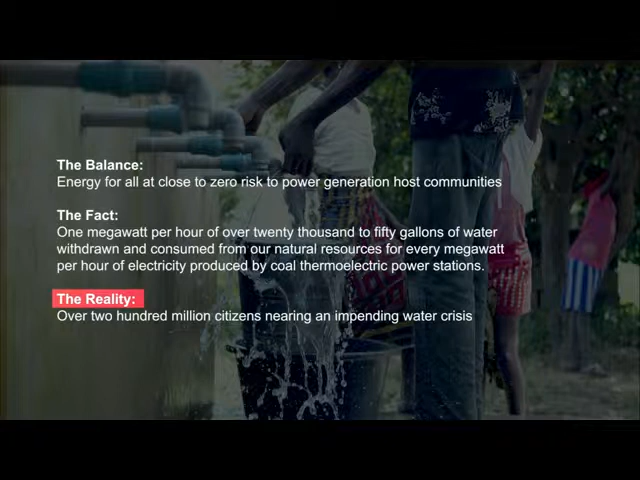 The Balance:
Energy for all at close to zero risk to power generation host communities
The Fact:
One megawatt per hour of over twenty thousand to fifty gallons of water
withdrawn and consumed from our natural resources for every megawatt
per hour of electricity produced by coal thermoelectric power stations.
The Reality:
Over two hundred million citizens nearing an impending water crisis